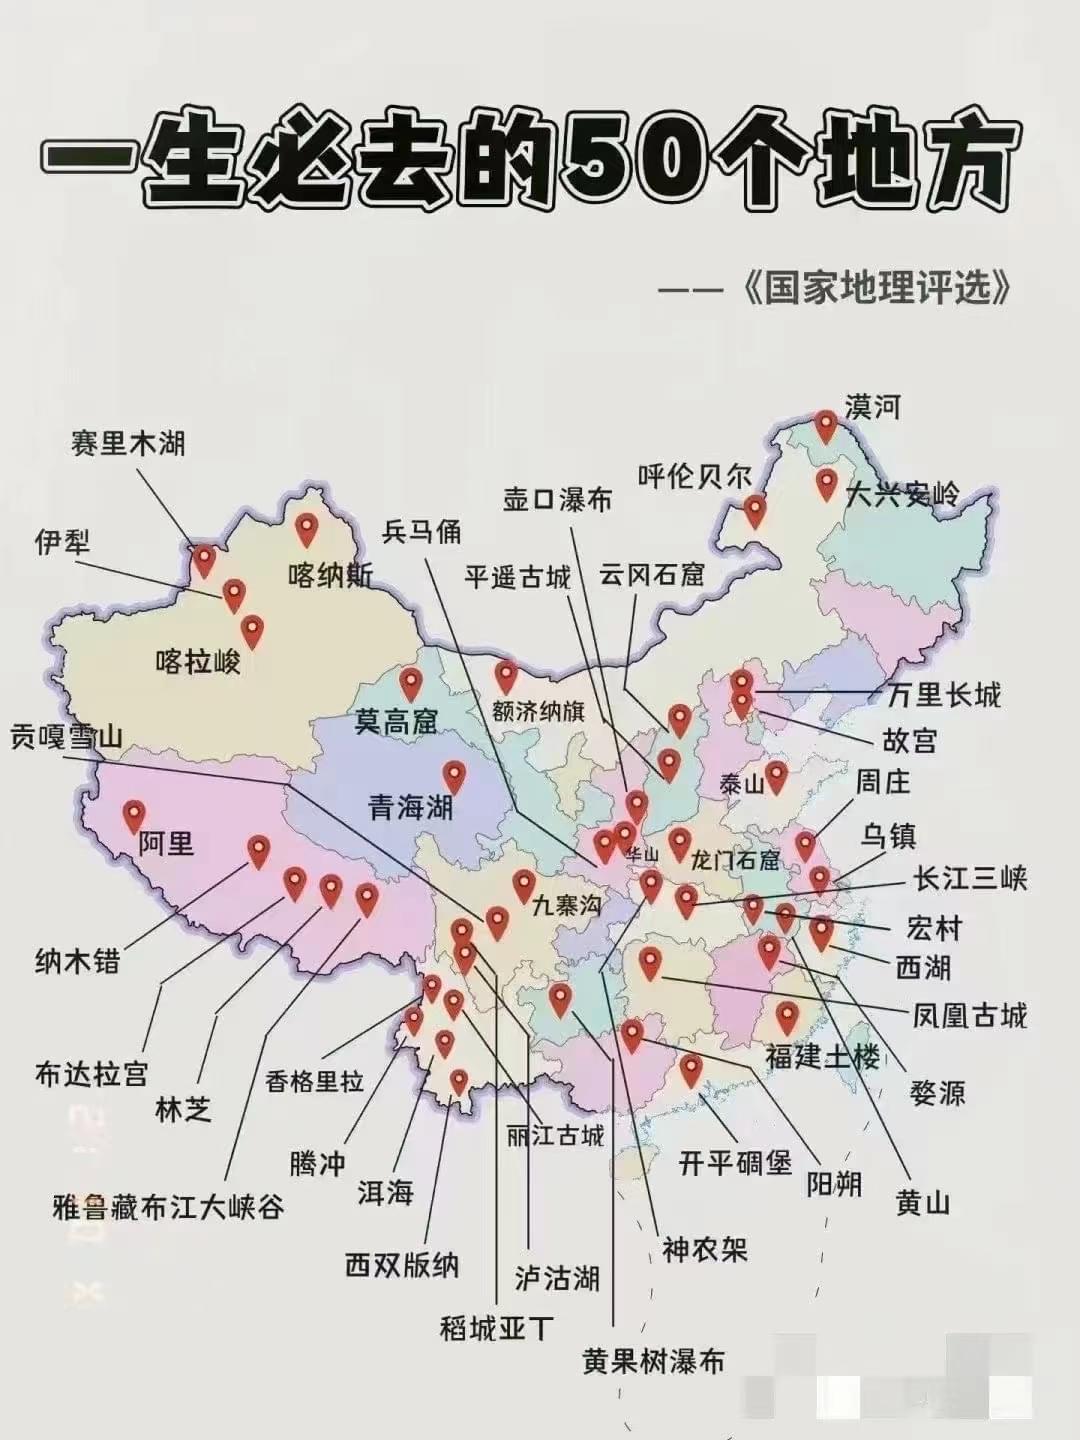 一生必去的50个地方
——《国家地理评选》
漠河
赛里木湖
呼伦贝尔
大兴安岭
壶口瀑布
兵马俑
伊犁
喀纳斯
平遥古城
云冈石窟
喀拉峻
万里长城
莫高窟
额济纳旗
贡嘎雪山
故宫
泰山
周庄
青海湖
阿里
乌镇
华山
龙门石窟
长江三峡
九寨沟
宏村
纳木错
西湖
凤凰古城
福建土楼
布达拉宫
香格里拉
婺源
林芝
丽江古城
腾冲
开平碉堡
阳朔
洱海
黄山
雅鲁藏布江大峡谷
神农架
西双版纳
泸沽湖
稻城亚丁
黄果树瀑布